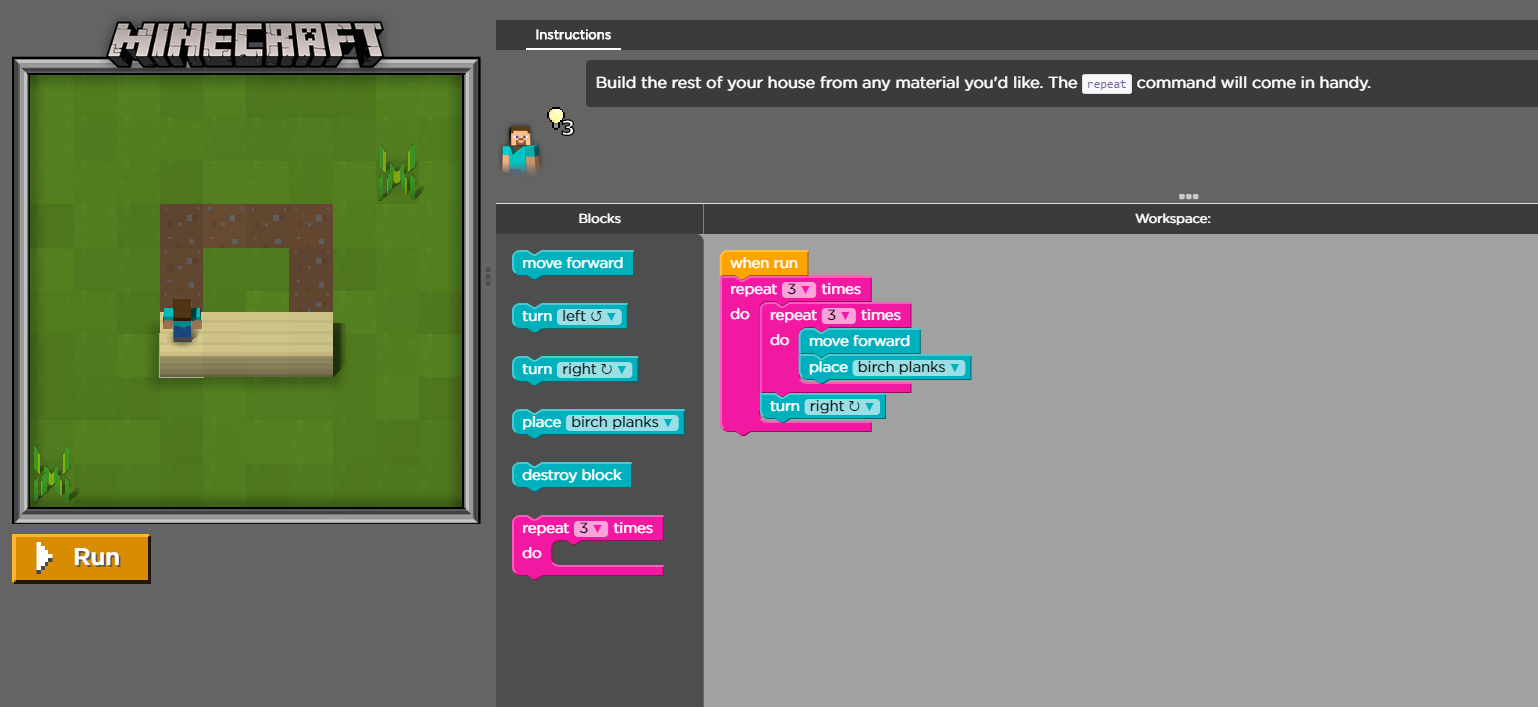 MINECRAFT
Instructions
Build the rest of your house from any material you'd like. The repeat command will come in handy.
3
Blocks
Workspace:
move forward
turn left ↺ ▼
turn right ↻ ▼
place birch planks ▼
destroy block
repeat 3 ▼ times
do
when run
repeat 3 ▼ times
do
repeat 3 ▼ times
do
move forward
place birch planks ▼
turn right ↻ ▼
Run